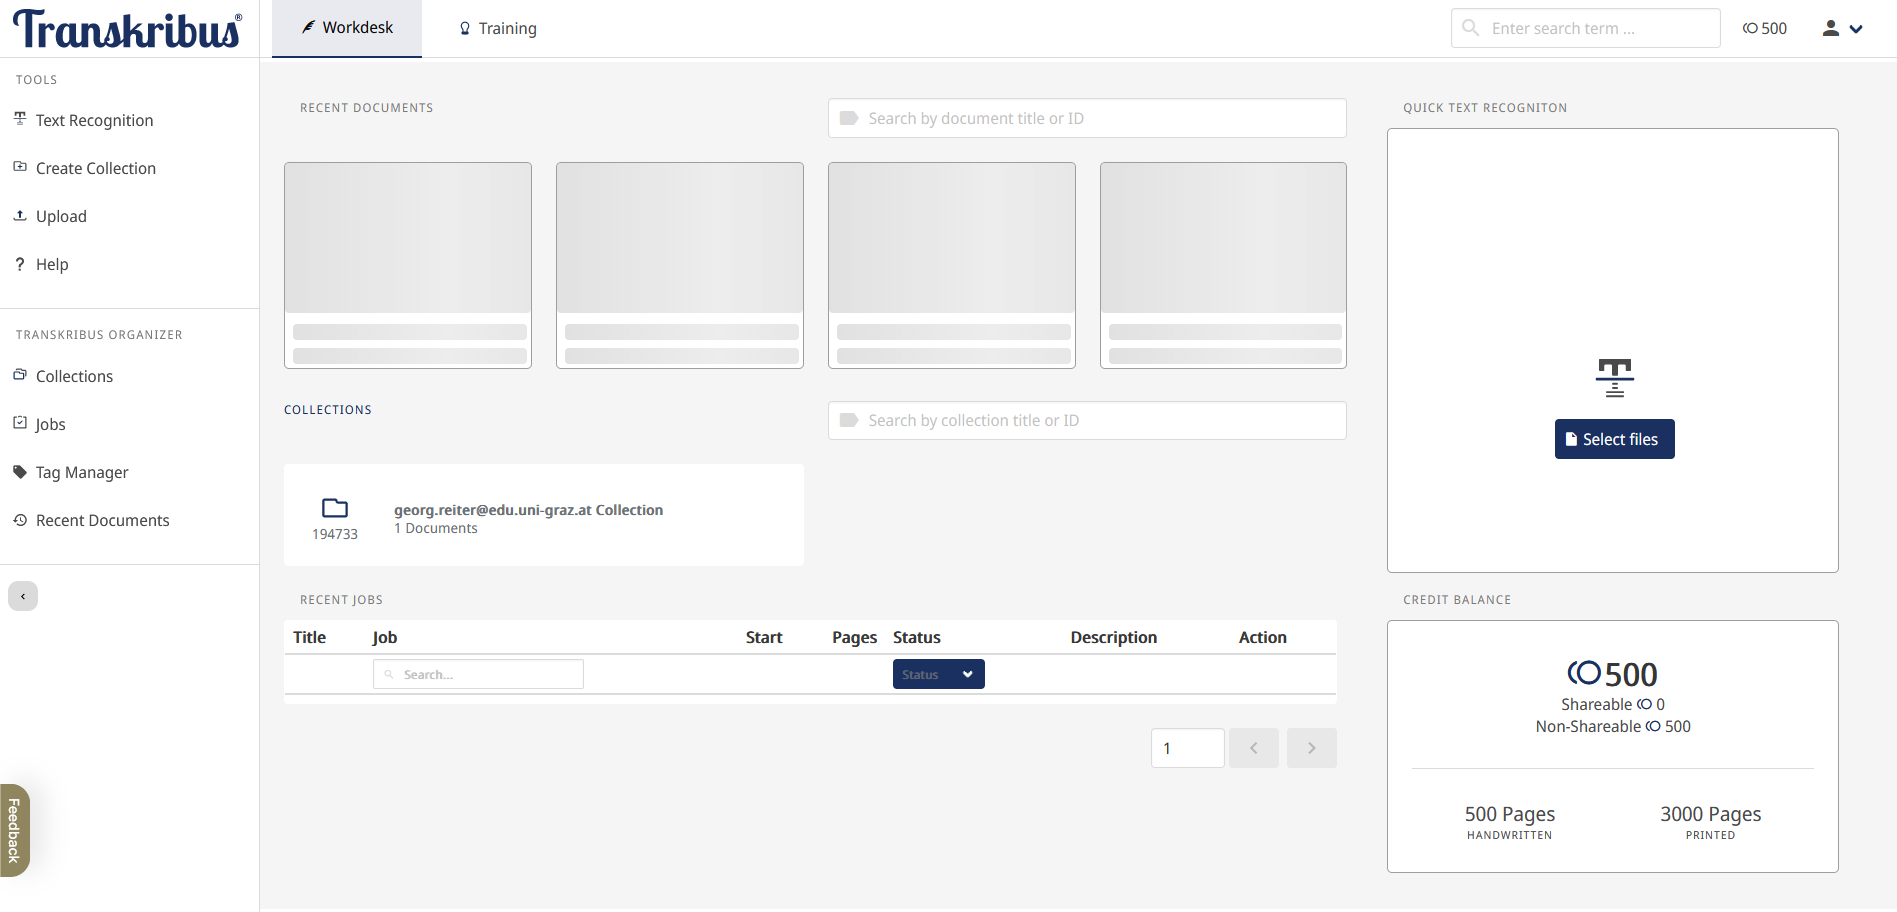 Transkribus®
Workdesk
Training
Enter search term ...
500
TOOLS
Text Recognition
Create Collection
Upload
Help
TRANSKRIBUS ORGANIZER
Collections
Jobs
Tag Manager
Recent Documents
Feedback
RECENT DOCUMENTS
Search by document title or ID
COLLECTIONS
Search by collection title or ID
194733
georg.reiter@edu.uni-graz.at Collection
1 Documents
RECENT JOBS
Title Job Start Pages Status Description Action
Search... Status
1
QUICK TEXT RECOGNITON
Select files
CREDIT BALANCE
500
Shareable 0
Non-Shareable 500
500 Pages
HANDWRITTEN
3000 Pages
PRINTED